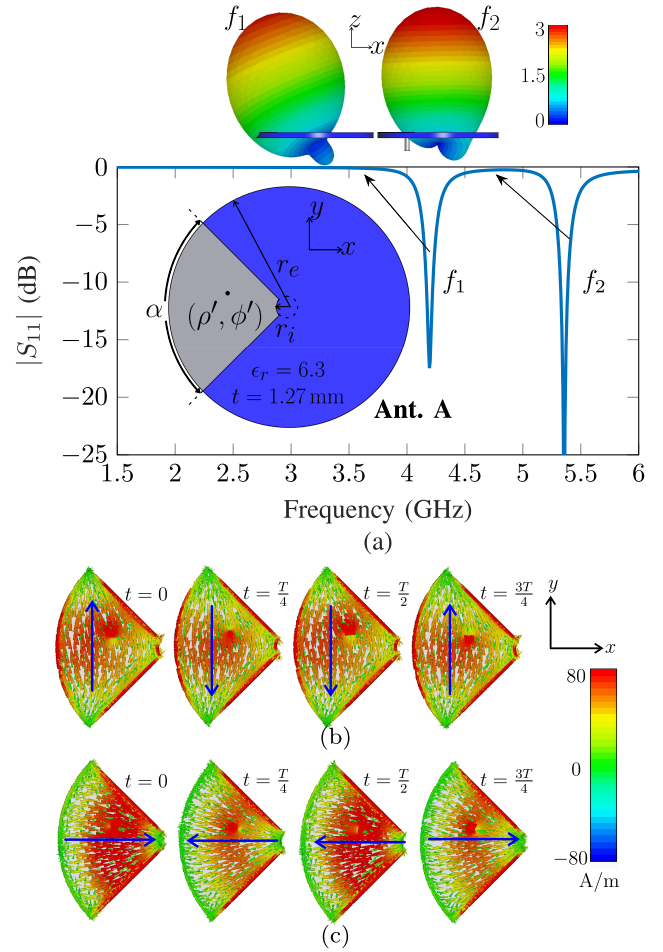 f₁
f₂
z
x
3
1.5
0
0
−5
−10
−15
−20
−25
|S₁₁| (dB)
y
x
rₑ
α
(ρ′, ϕ′)
rᵢ
ϵᵣ = 6.3
t = 1.27 mm
f₁
f₂
Ant. A
1.5 2 2.5 3 3.5 4 4.5 5 5.5 6
Frequency (GHz)
(a)
t = 0
t = T/4
t = T/2
t = 3T/4
y
x
(b)
t = 0
t = T/4
t = T/2
t = 3T/4
80
0
−80
A/m
(c)